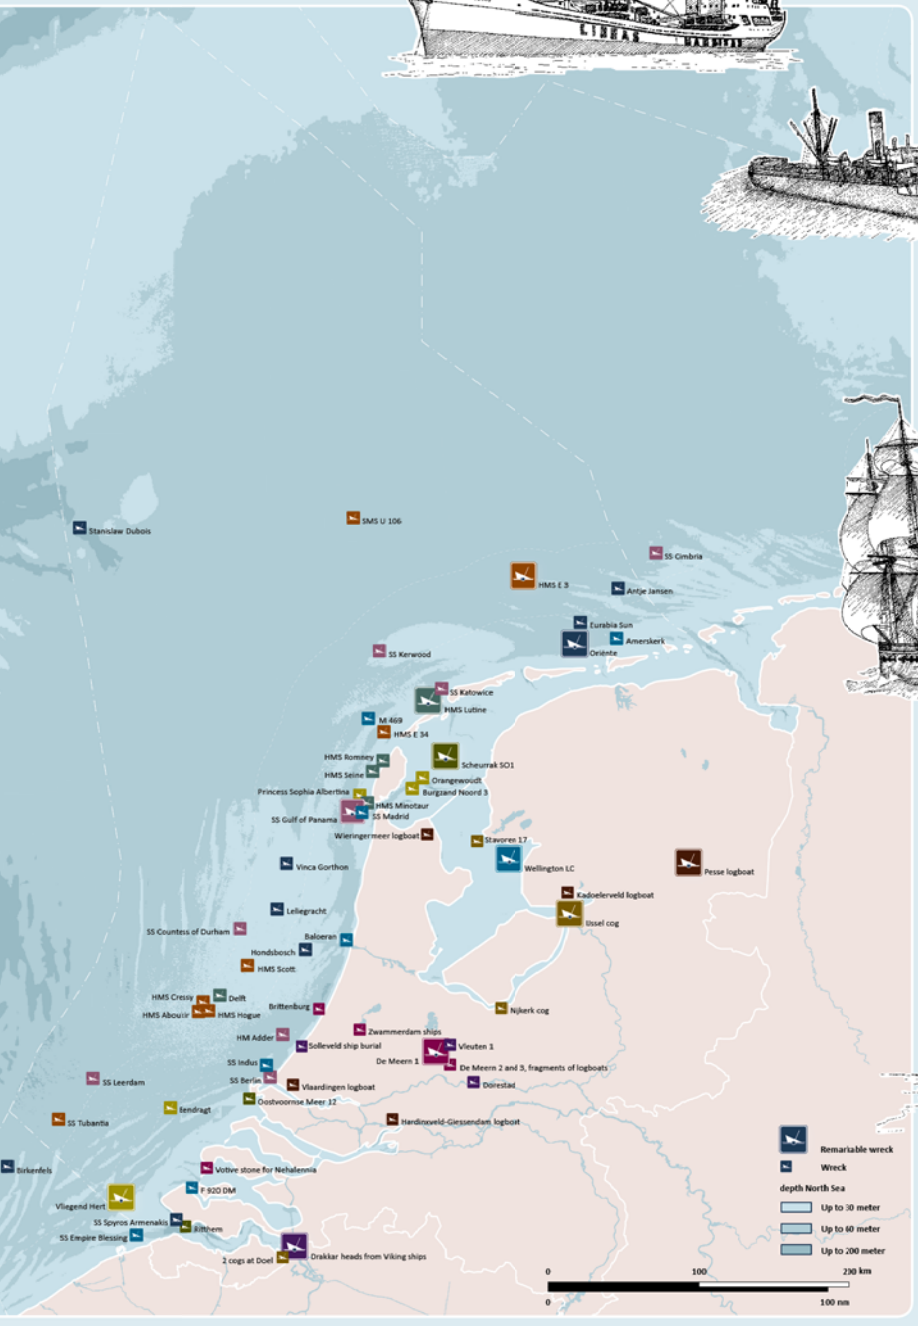 LINHAS MARITIM
SMS U 106
Stanislaw Dubois
SS Cimbria
HMS E 3
Antje Jansen
Eurabia Sun
Amerskerk
Oriënte
SS Kerwood
SS Katowice
HMS Lutine
M 469
HMS E 34
HMS Romney
Scheurrak SO1
HMS Seine
Orangewoudt
Princess Sophia Albertina
Burgzand Noord 3
HMS Minotaur
SS Madrid
SS Gulf of Panama
Wieringermeer logboat
Stavoren 17
Vinca Gorthon
Wellington LC
Pesse logboat
Kadoelerveld logboat
Leliegracht
IJssel cog
SS Countess of Durham
Baloeran
Hondsbosch
HMS Scott
HMS Cressy
Delft
Brittenburg
Nijkerk cog
HMS Aboukir
HMS Hogue
Zwammerdam ships
HM Adder
Solleveld ship burial
Vleuten 1
De Meern 1
SS Indus
De Meern 2 and 3, fragments of logboats
SS Leerdam
SS Berlin
Vlaardingen logboat
Dorestad
Oostvoornse Meer 12
Eendragt
SS Tubantia
Hardinxveld-Giessendam logboat
Remarkable wreck
Birkenfels
Votive stone for Nehalennia
Wreck
F 920 DM
depth North Sea
Vliegend Hert
Up to 30 meter
SS Spyros Armenakis
Ritthem
Up to 60 meter
SS Empire Blessing
Up to 200 meter
2 cogs at Doel
Drakkar heads from Viking ships
0 100 200 km
0 100 nm